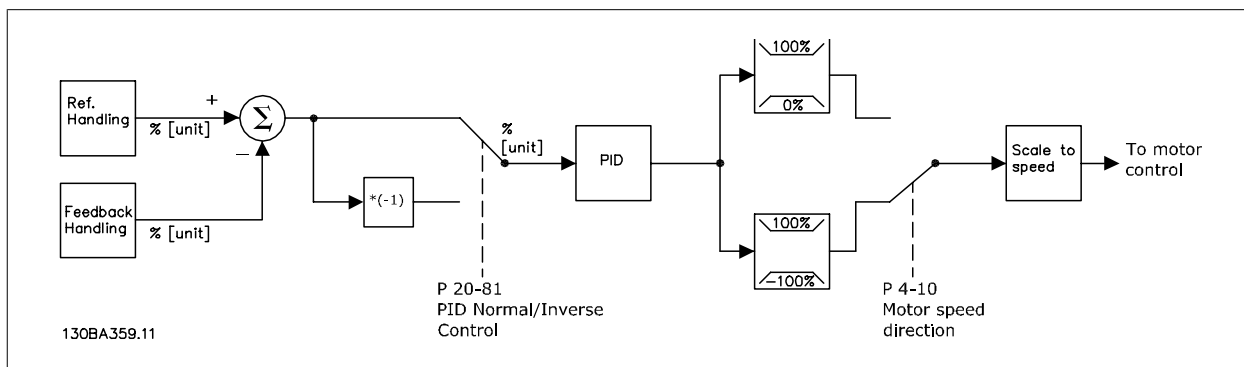 Ref.
Handling
+
% [unit]
Σ
−
Feedback
Handling
% [unit]
*(-1)
%
[unit]
P 20-81
PID Normal/Inverse
Control
PID
100%
0%
100%
-100%
P 4-10
Motor speed
direction
Scale to
speed
To motor
control
130BA359.11